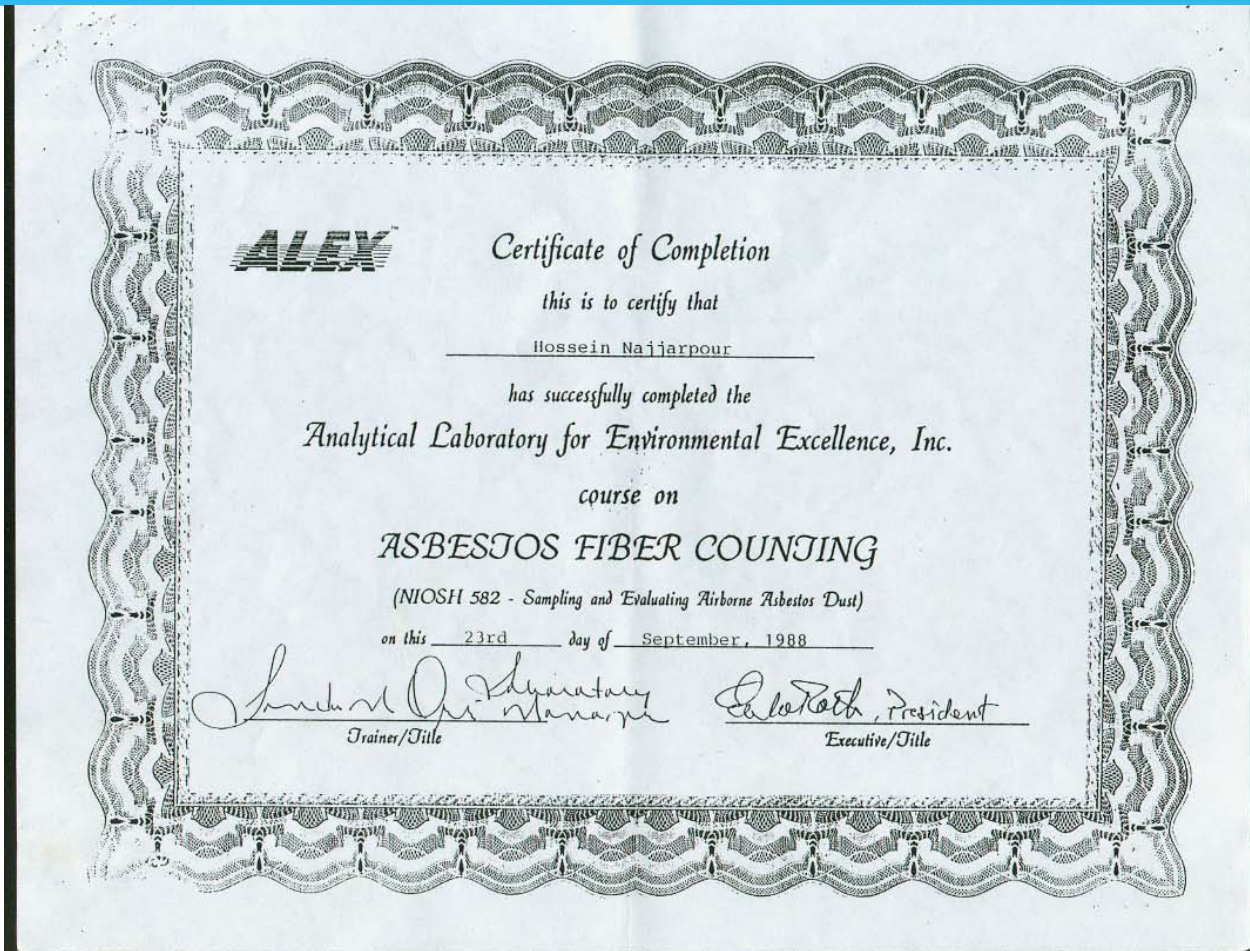 ALEX™
Certificate of Completion
this is to certify that
Hossein Najjarpour
has successfully completed the
Analytical Laboratory for Environmental Excellence, Inc.
course on
ASBESTOS FIBER COUNTING
(NIOSH 582 - Sampling and Evaluating Airborne Asbestos Dust)
on this 23rd day of September, 1988
Laboratory
Manager
, President
Trainer/Title
Executive/Title